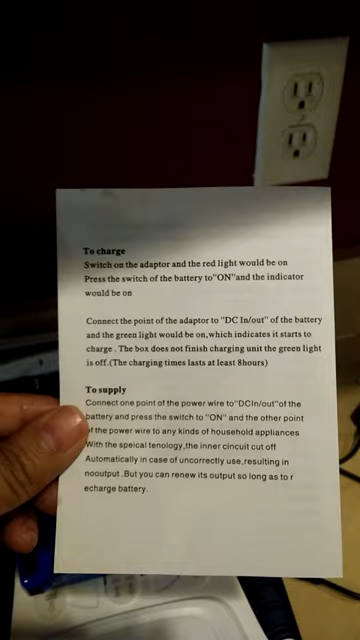 To charge
Switch on the adaptor and the red light would be on
Press the switch of the battery to"ON"and the indicator
would be on
Connect the point of the adaptor to "DC In/out" of the battery
and the green light would be on,which indicates it starts to
charge . The box does not finish charging unit the green light
is off.(The charging times lasts at least 8hours)
To supply
Connect one point of the power wire to"DCIn/out"of the
battery and press the switch to "ON" and the other point
of the power wire to any kinds of household appliances
With the speical tenology,the inner cincuit cut off
Automatically in case of uncorrectly use,resulting in
nooutput .But you can renew its output so long as to r
echarge battery.